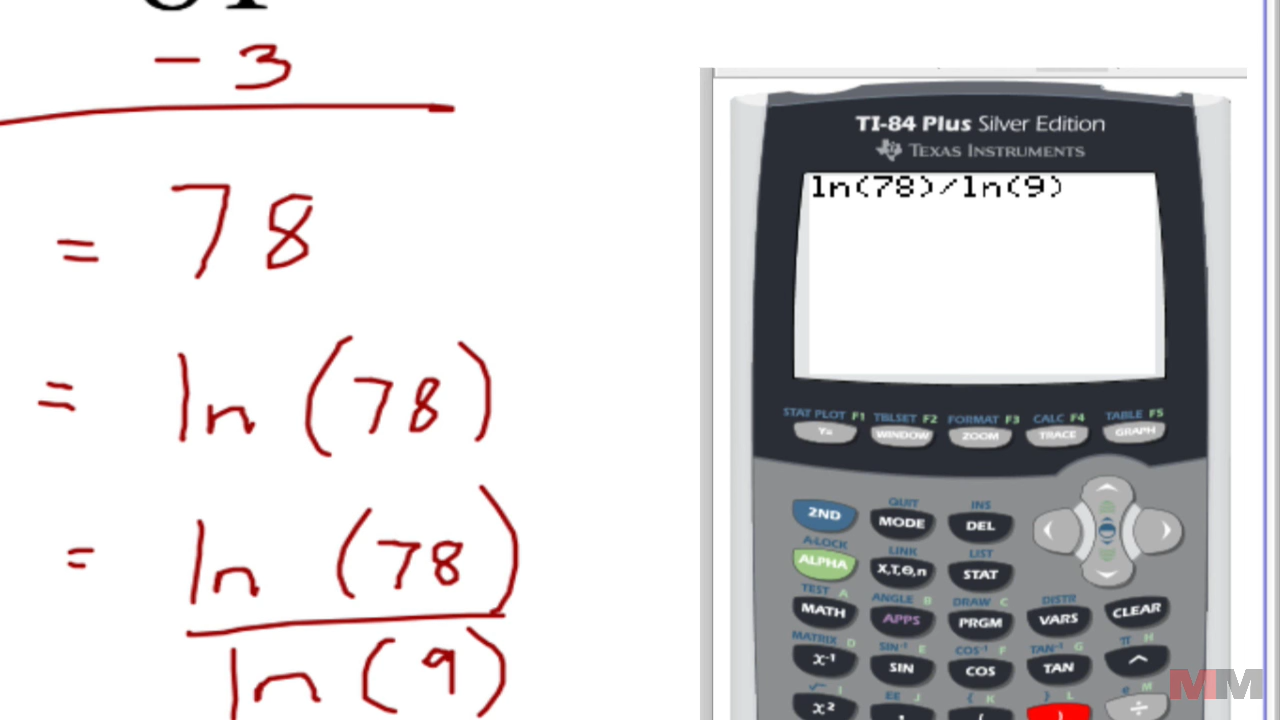 - 3
= 78
= ln (78)
= ln (78)
ln (9)
TI-84 Plus Silver Edition
TEXAS INSTRUMENTS
ln(78)/ln(9)
STAT PLOT F1 TBLSET F2 FORMAT F3 CALC F4 TABLE F5
Y= WINDOW ZOOM TRACE GRAPH
QUIT INS
2ND MODE DEL
A-LOCK LINK LIST
ALPHA X,T,Θ,n STAT
TEST A ANGLE B DRAW C DISTR
MATH APPS PRGM VARS CLEAR
MATRIX D SIN⁻¹ E COS⁻¹ F TAN⁻¹ G π H
x⁻¹ SIN COS TAN ^
√ I EE J { K } L e M
x² , ( ) ÷
MM